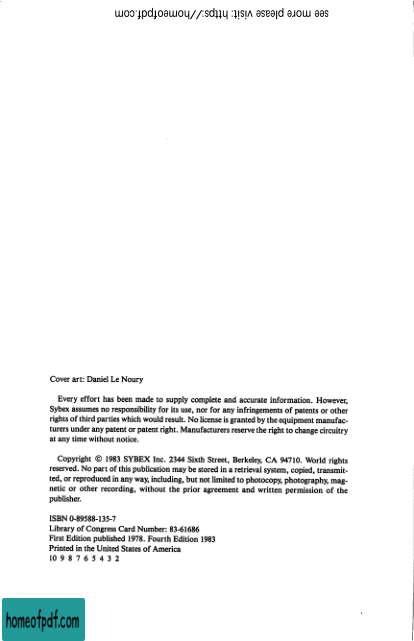 see more please visit: https://homeofpdf.com
Cover art: Daniel Le Noury
Every effort has been made to supply complete and accurate information. However,
Sybex assumes no responsibility for its use, nor for any infringements of patents or other
rights of third parties which would result. No license is granted by the equipment manufac-
turers under any patent or patent right. Manufacturers reserve the right to change circuitry
at any time without notice.
Copyright © 1983 SYBEX Inc. 2344 Sixth Street, Berkeley, CA 94710. World rights
reserved. No part of this publication may be stored in a retrieval system, copied, transmit-
ted, or reproduced in any way, including, but not limited to photocopy, photography, mag-
netic or other recording, without the prior agreement and written permission of the
publisher.
ISBN 0-89588-135-7
Library of Congress Card Number: 83-61686
First Edition published 1978. Fourth Edition 1983
Printed in the United States of America
10 9 8 7 6 5 4 3 2
homeofpdf.com